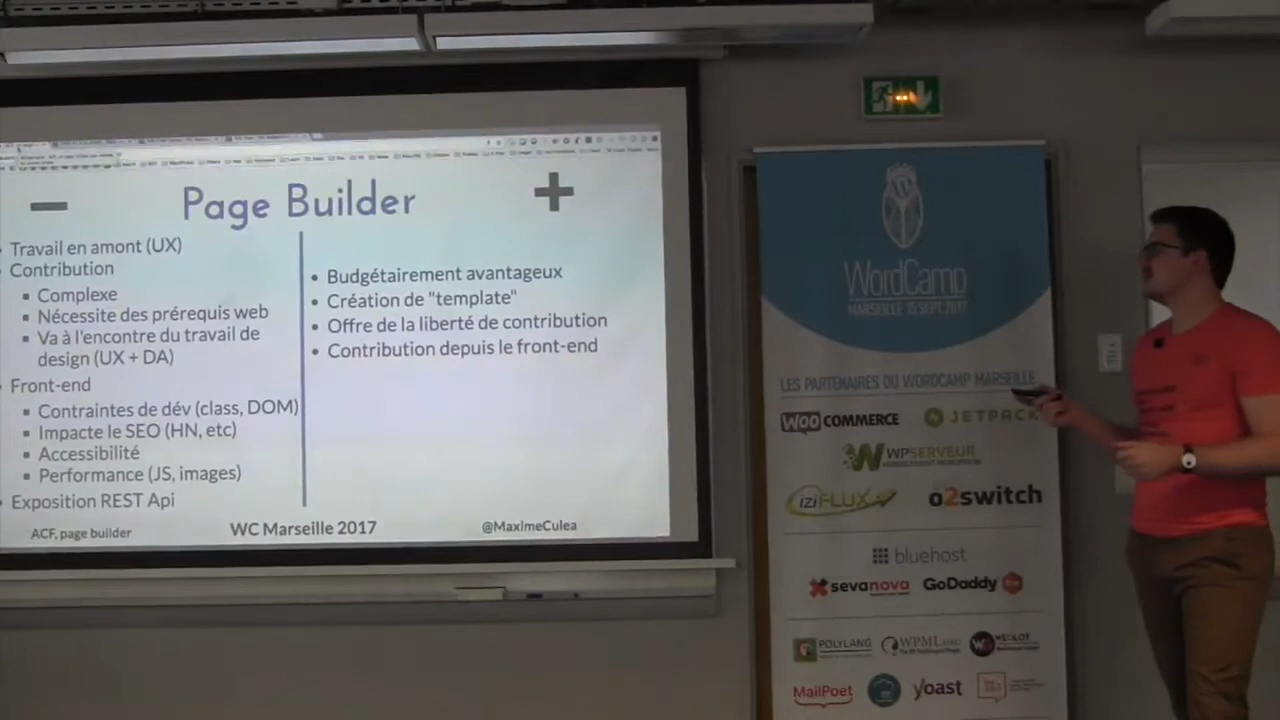 Page Builder
Travail en amont (UX)
Contribution
Complexe
Nécessite des prérequis web
Va à l'encontre du travail de
design (UX + DA)
Front-end
Contraintes de dév (class, DOM)
Impacte le SEO (HN, etc)
Accessibilité
Performance (JS, images)
Exposition REST Api
Budgétairement avantageux
Création de "template"
Offre de la liberté de contribution
Contribution depuis le front-end
ACF, page builder
WC Marseille 2017
@MaximeCulea
WordCamp
MARSEILLE 15 SEPT. 2017
LES PARTENAIRES DU WORDCAMP MARSEILLE
WOO COMMERCE
JETPACK
WPSERVEUR
iziFLUX
o2switch
bluehost
sevanova
GoDaddy
POLYLANG
WPML.ORG
WEGLOT
MailPoet
yoast